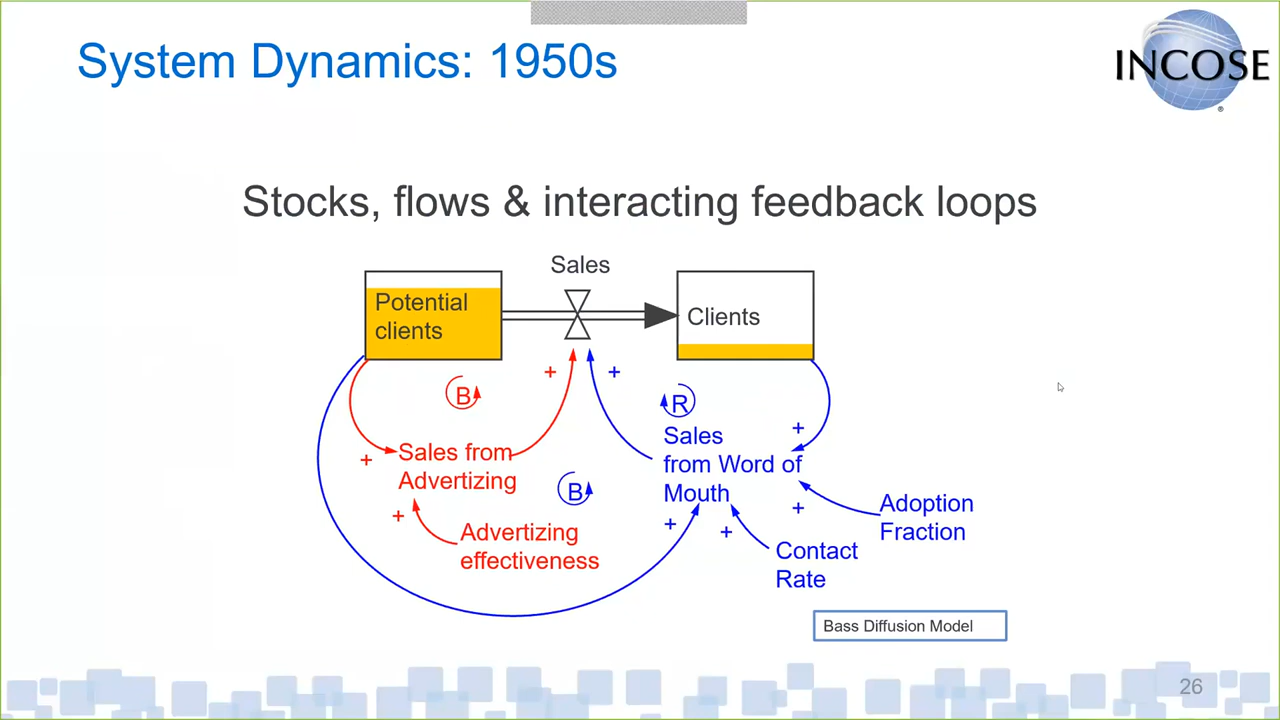 System Dynamics: 1950s
INCOSE
®
Stocks, flows & interacting feedback loops
Sales
Potential
clients
Clients
+
+
B
R
Sales
from Word of
Mouth
+
+
Sales from
Advertizing
B
+
+
+
+
Adoption
Fraction
Advertizing
effectiveness
Contact
Rate
Bass Diffusion Model
26